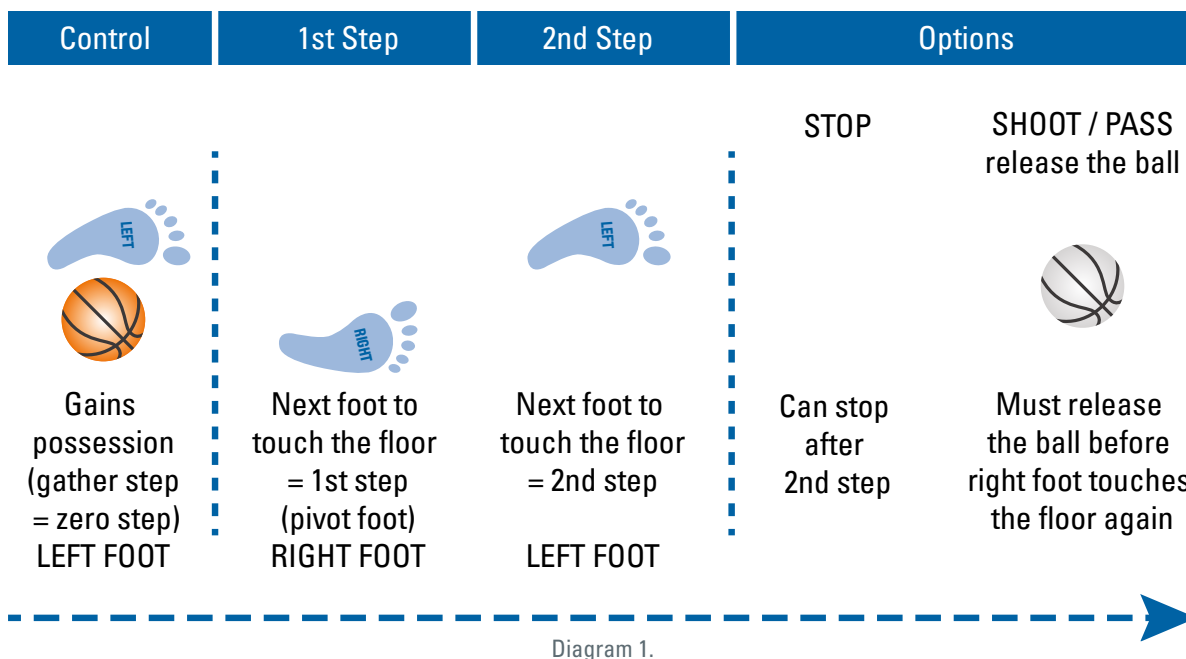 Control
1st Step
2nd Step
Options
STOP
SHOOT / PASS
release the ball
LEFT
RIGHT
LEFT
Gains
possession
(gather step
= zero step)
LEFT FOOT
Next foot to
touch the floor
= 1st step
(pivot foot)
RIGHT FOOT
Next foot to
touch the floor
= 2nd step
LEFT FOOT
Can stop
after
2nd step
Must release
the ball before
right foot touches
the floor again
Diagram 1.